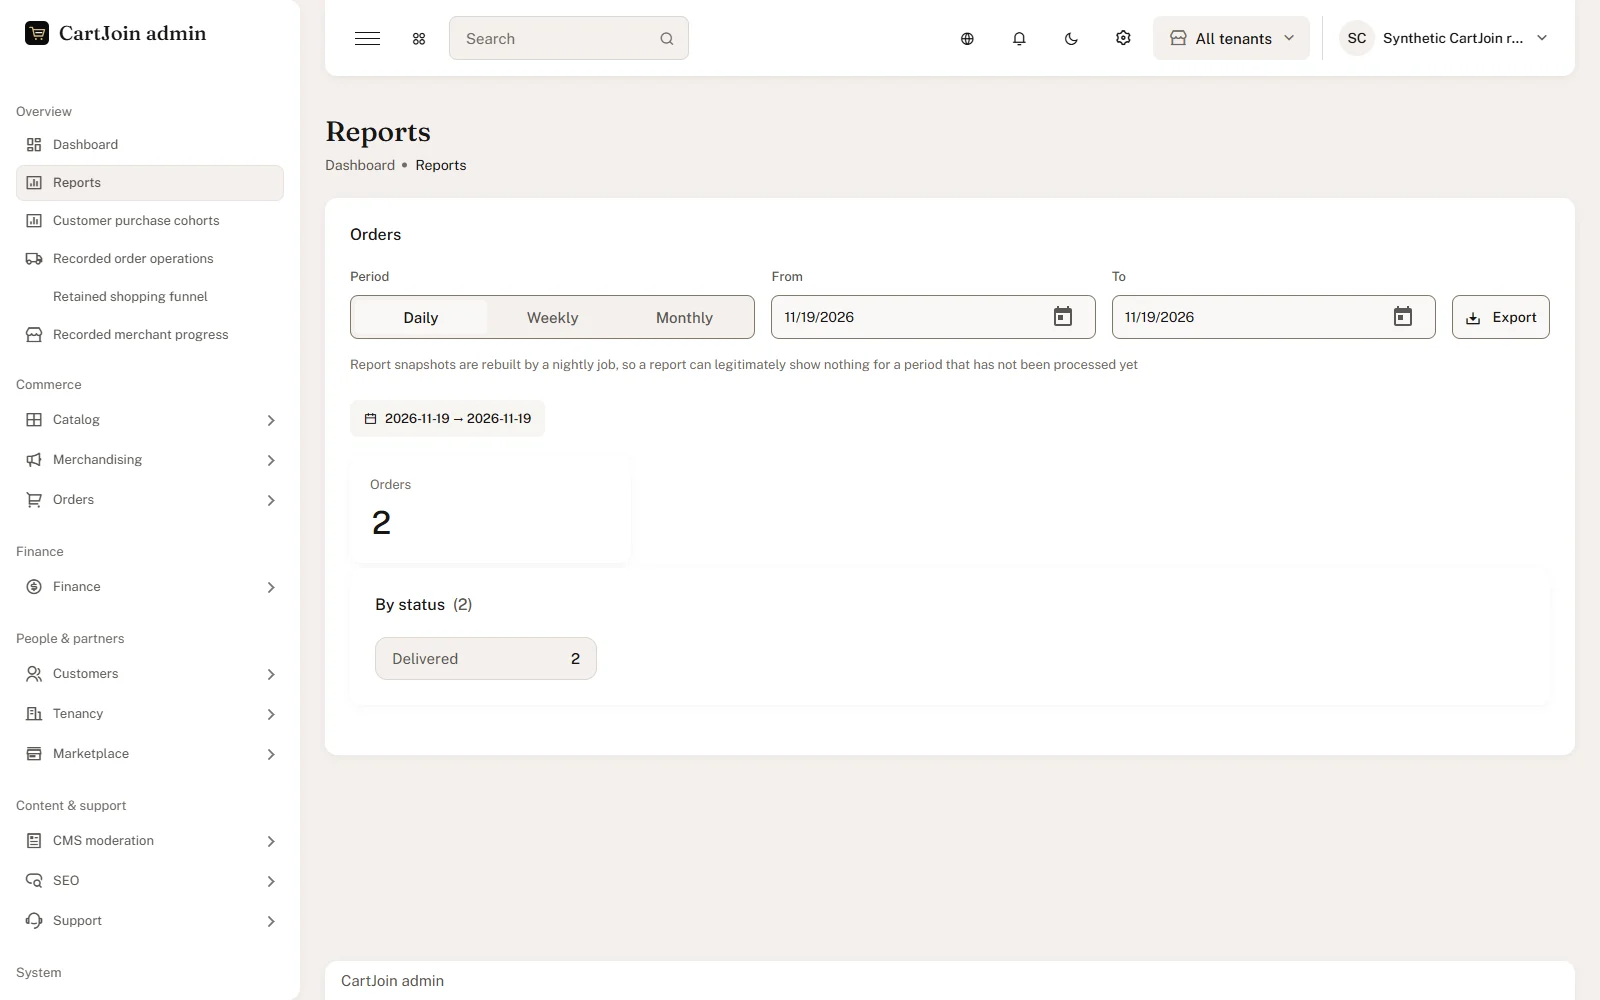 CartJoin admin
Search
All tenants
SC
Synthetic CartJoin r...
Overview
Dashboard
Reports
Customer purchase cohorts
Recorded order operations
Retained shopping funnel
Recorded merchant progress
Commerce
Catalog
Merchandising
Orders
Finance
Finance
People & partners
Customers
Tenancy
Marketplace
Content & support
CMS moderation
SEO
Support
System
Reports
Dashboard • Reports
Orders
Period
From
To
Daily
Weekly
Monthly
11/19/2026
11/19/2026
Export
Report snapshots are rebuilt by a nightly job, so a report can legitimately show nothing for a period that has not been processed yet
2026-11-19 → 2026-11-19
Orders
2
By status (2)
Delivered 2
CartJoin admin